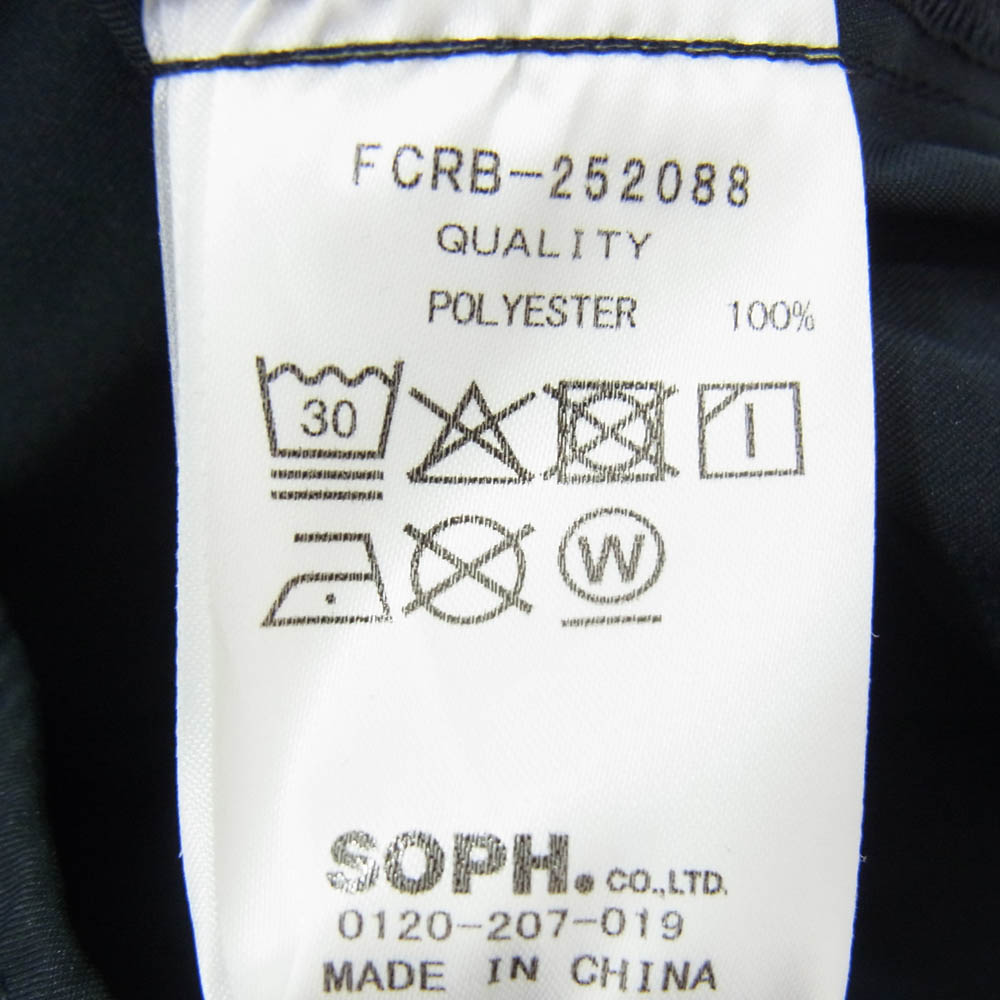 FCRB-252088
QUALITY
POLYESTER 100%
30
W
SOPH. CO.,LTD.
0120-207-019
MADE IN CHINA